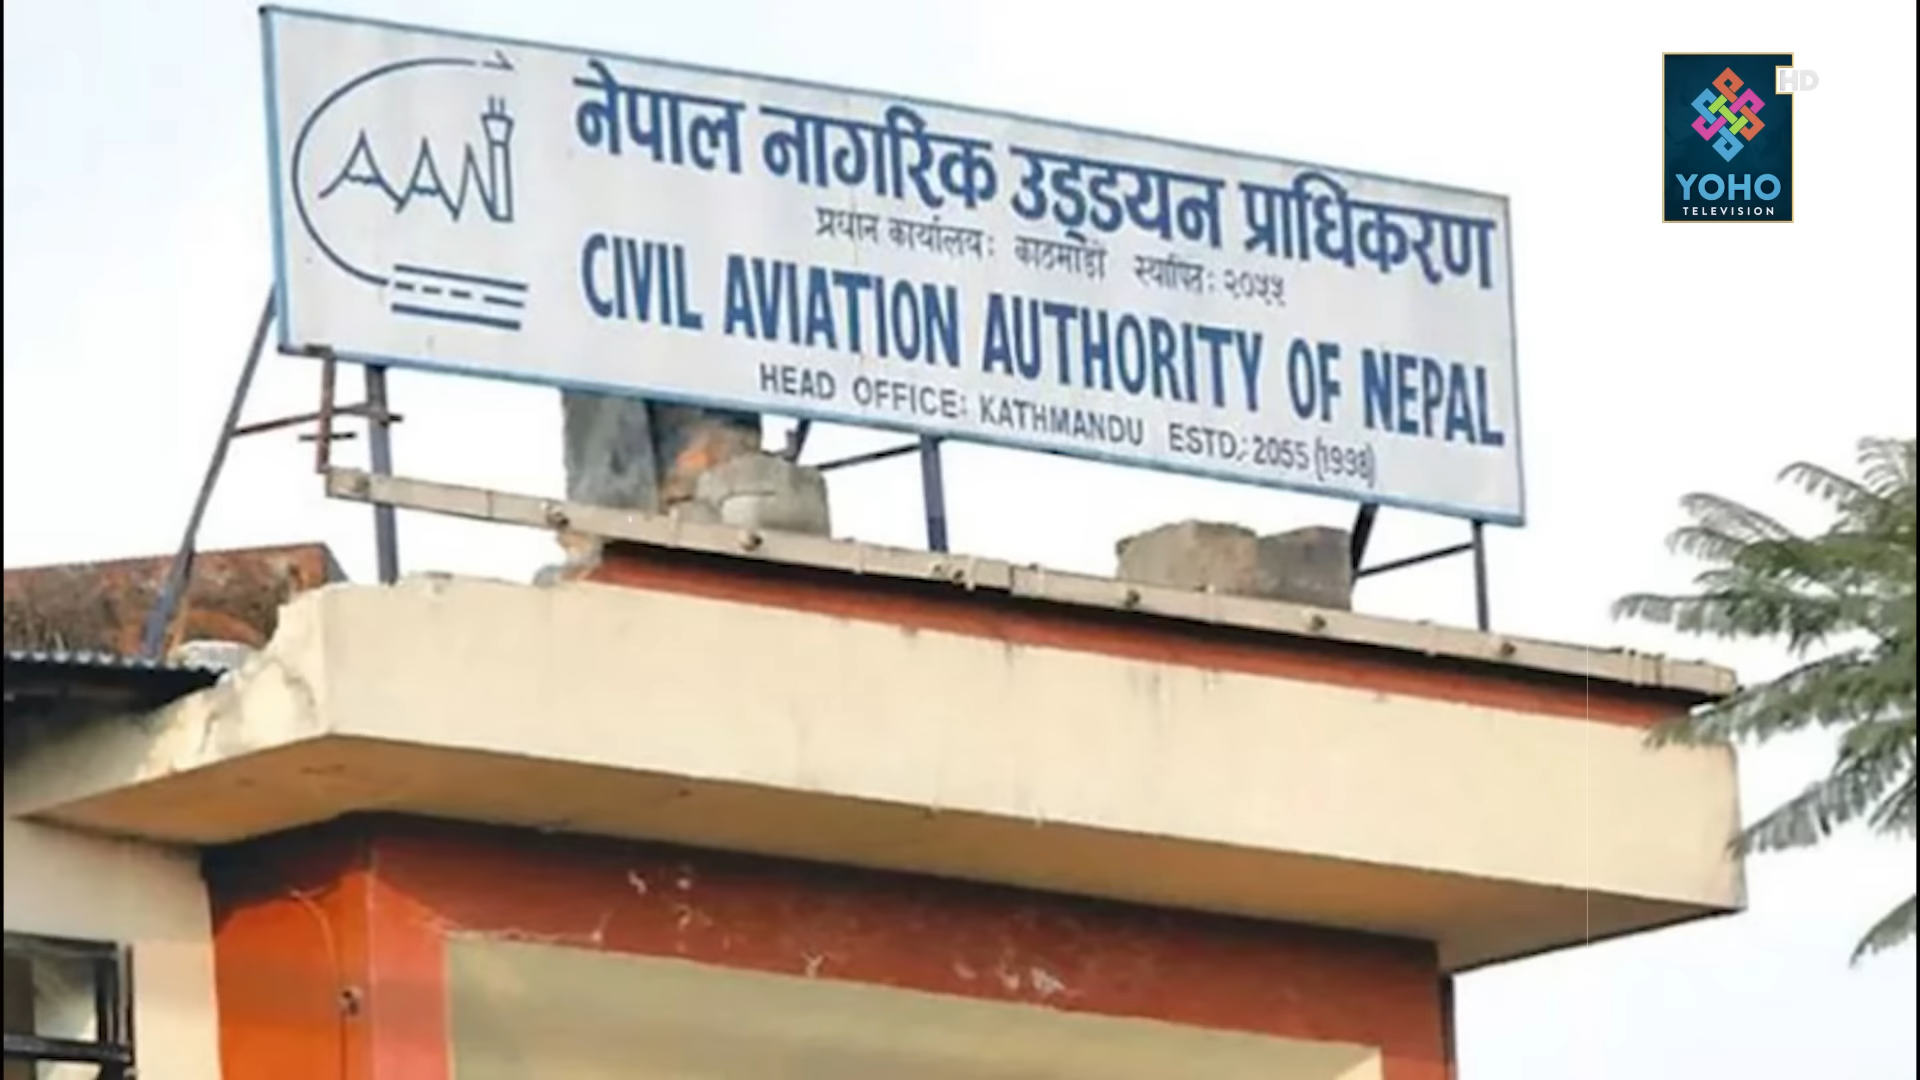 नेपाल नागरिक उड्डयन प्राधिकरण
प्रधान कार्यालय: काठमाडौं स्थापित: २०५५
CIVIL AVIATION AUTHORITY OF NEPAL
HEAD OFFICE: KATHMANDU ESTD.: 2055 (1998)
CAAN
HD
YOHO
TELEVISION